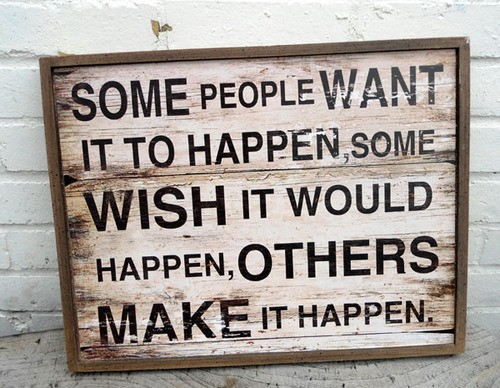 SOME PEOPLE WANT
IT TO HAPPEN, SOME
WISH IT WOULD
HAPPEN, OTHERS
MAKE IT HAPPEN.